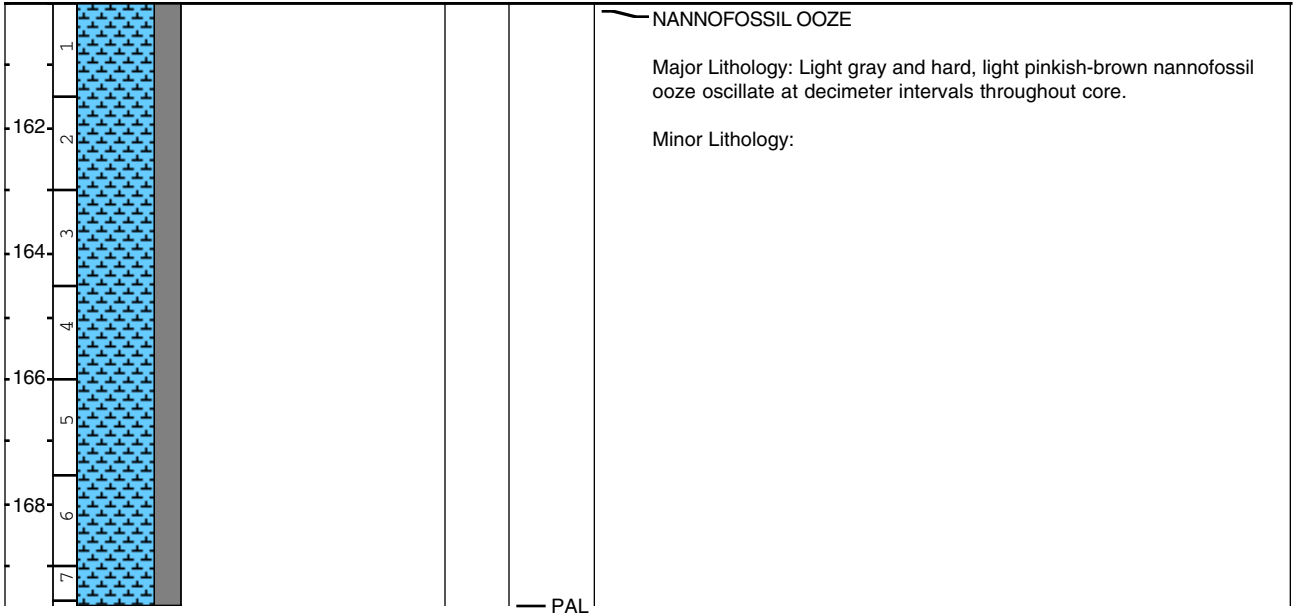 NANNOFOSSIL OOZE
Major Lithology: Light gray and hard, light pinkish-brown nannofossil
ooze oscillate at decimeter intervals throughout core.
Minor Lithology:
1
162
2
3
164
4
166
5
168
6
7
PAL